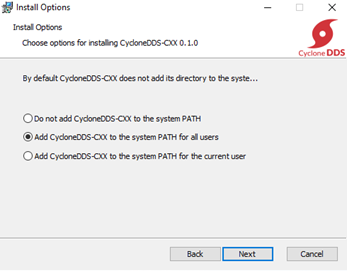 Install Options
Install Options
Choose options for installing CycloneDDS-CXX 0.1.0
Cyclone DDS
By default CycloneDDS-CXX does not add its directory to the syste...
Do not add CycloneDDS-CXX to the system PATH
Add CycloneDDS-CXX to the system PATH for all users
Add CycloneDDS-CXX to the system PATH for the current user
Back Next Cancel